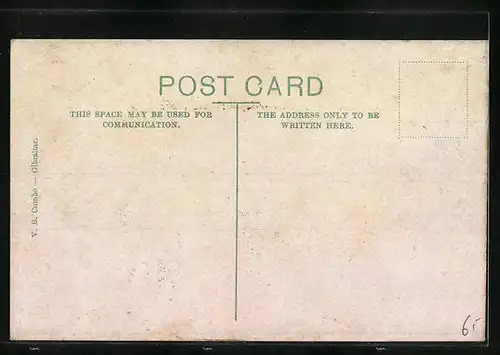 POST CARD
THIS SPACE MAY BE USED FOR
COMMUNICATION.
THE ADDRESS ONLY TO BE
WRITTEN HERE.
V. B. Cumbo — Gibraltar.
65